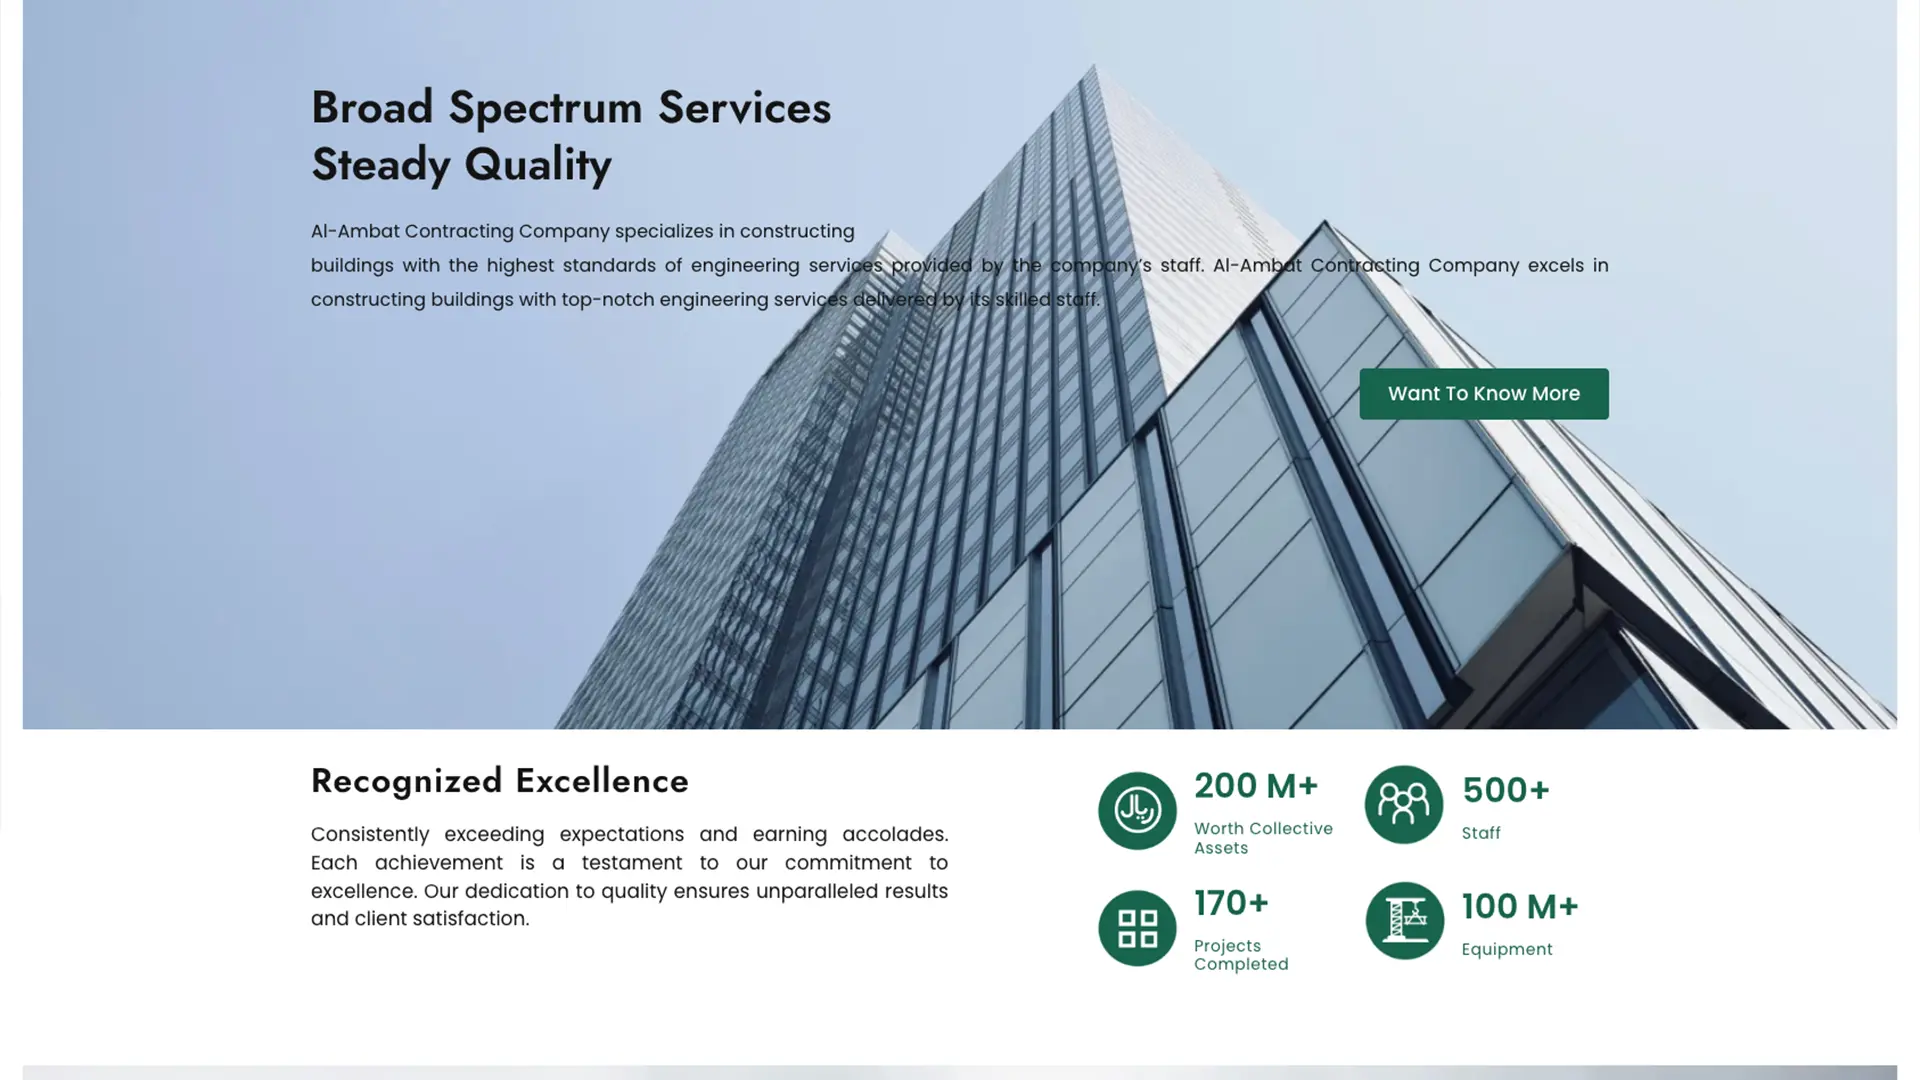 Broad Spectrum Services
Steady Quality
Al-Ambat Contracting Company specializes in constructing
buildings with the highest standards of engineering services provided by the company's staff. Al-Ambat Contracting Company excels in
constructing buildings with top-notch engineering services delivered by its skilled staff.
Want To Know More
Recognized Excellence
Consistently exceeding expectations and earning accolades.
Each achievement is a testament to our commitment to
excellence. Our dedication to quality ensures unparalleled results
and client satisfaction.
ريال
200 M+
Worth Collective
Assets
500+
Staff
170+
Projects
Completed
100 M+
Equipment